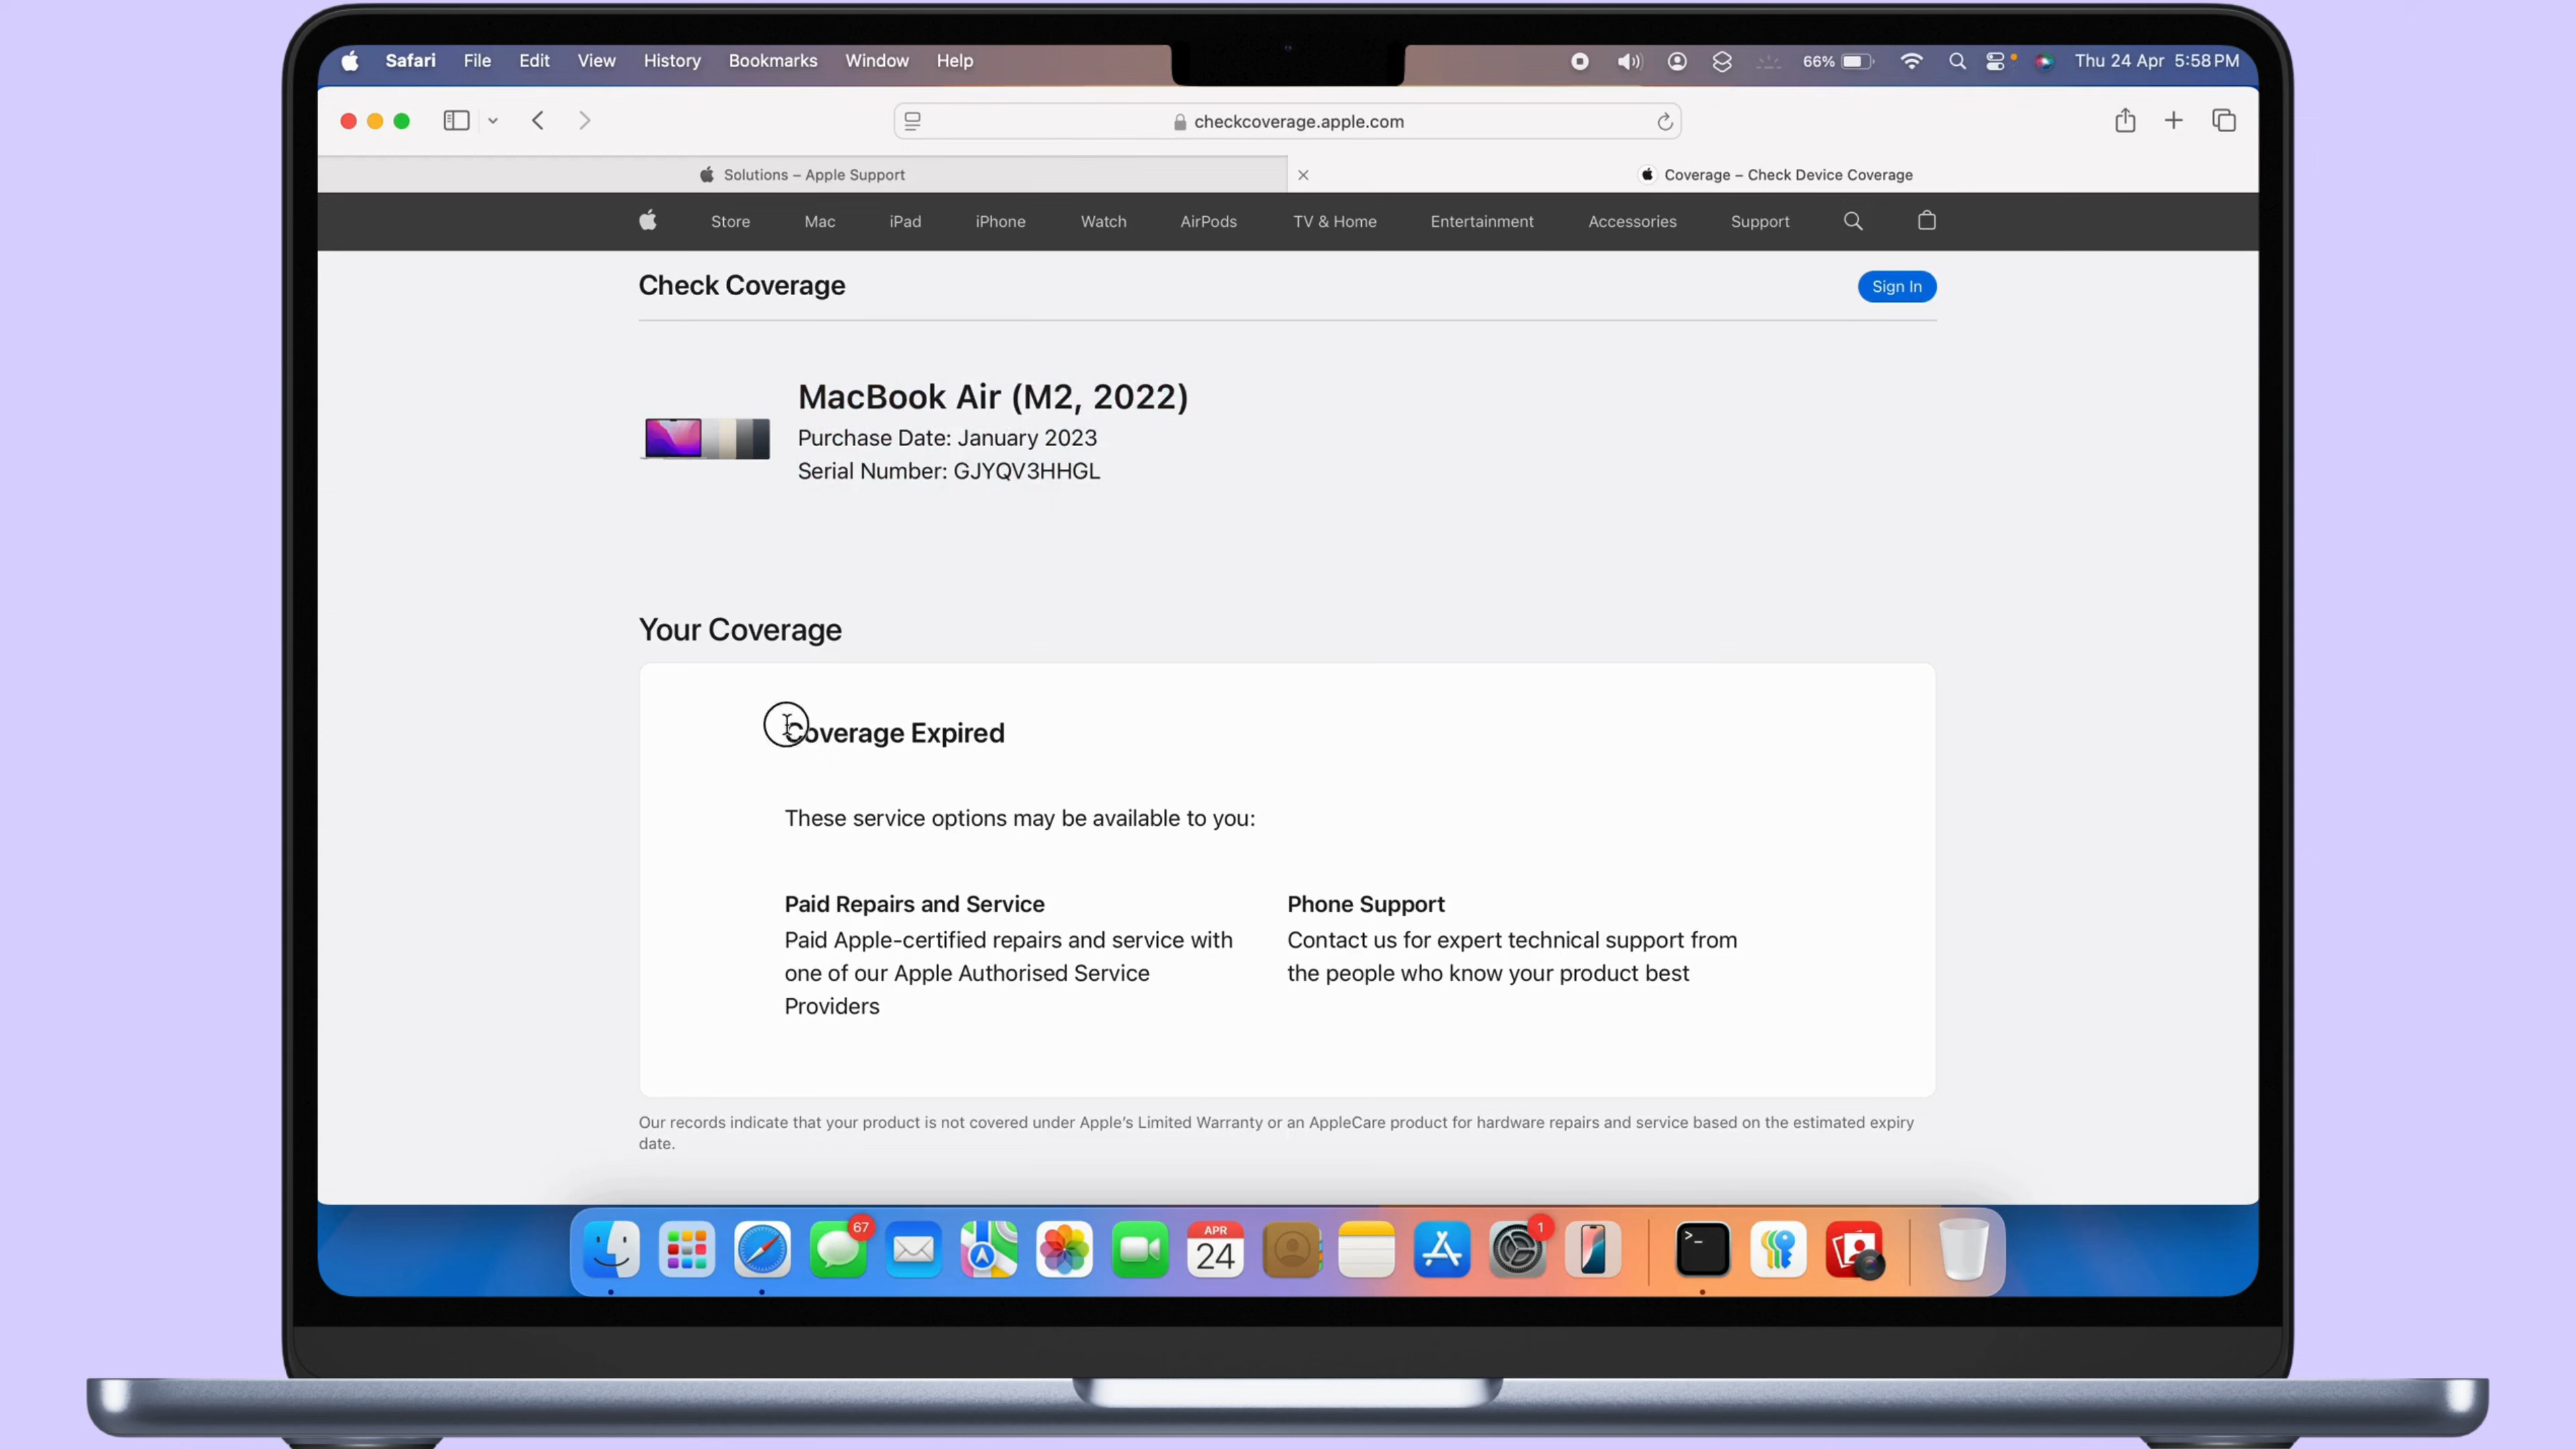 Safari File Edit View History Bookmarks Window Help 66% Thu 24 Apr 5:58 PM
checkcoverage.apple.com
Solutions – Apple Support
Coverage – Check Device Coverage
Store Mac iPad iPhone Watch AirPods TV & Home Entertainment Accessories Support
Check Coverage
Sign In
MacBook Air (M2, 2022)
Purchase Date: January 2023
Serial Number: GJYQV3HHGL
Your Coverage
Coverage Expired
These service options may be available to you:
Paid Repairs and Service
Paid Apple-certified repairs and service with
one of our Apple Authorised Service
Providers
Phone Support
Contact us for expert technical support from
the people who know your product best
Our records indicate that your product is not covered under Apple's Limited Warranty or an AppleCare product for hardware repairs and service based on the estimated expiry
date.
67
APR
24
1
>_